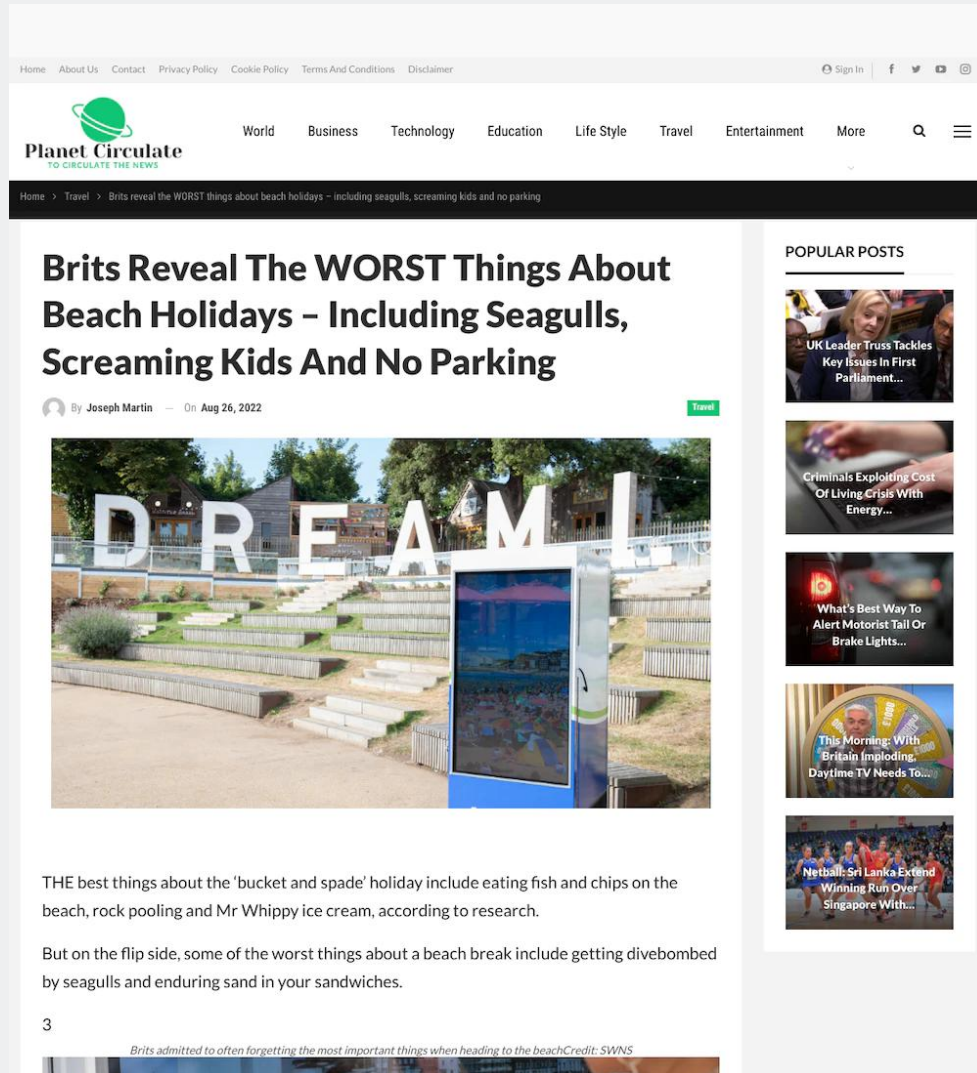 Home About Us Contact Privacy Policy Cookie Policy Terms And Conditions Disclaimer
Sign In
Planet Circulate
TO CIRCULATE THE NEWS
World Business Technology Education Life Style Travel Entertainment More
Home > Travel > Brits reveal the WORST things about beach holidays – including seagulls, screaming kids and no parking
Brits Reveal The WORST Things About
Beach Holidays – Including Seagulls,
Screaming Kids And No Parking
By Joseph Martin — On Aug 26, 2022
Travel
DREAML
THE best things about the ‘bucket and spade’ holiday include eating fish and chips on the
beach, rock pooling and Mr Whippy ice cream, according to research.
But on the flip side, some of the worst things about a beach break include getting divebombed
by seagulls and enduring sand in your sandwiches.
3
Brits admitted to often forgetting the most important things when heading to the beachCredit: SWNS
POPULAR POSTS
UK Leader Truss Tackles
Key Issues In First
Parliament...
Criminals Exploiting Cost
Of Living Crisis With
Energy...
What's Best Way To
Alert Motorist Tail Or
Brake Lights...
£1000
£1000
This Morning: With
Britain Imploding,
Daytime TV Needs To...
Netball: Sri Lanka Extend
Winning Run Over
Singapore With...